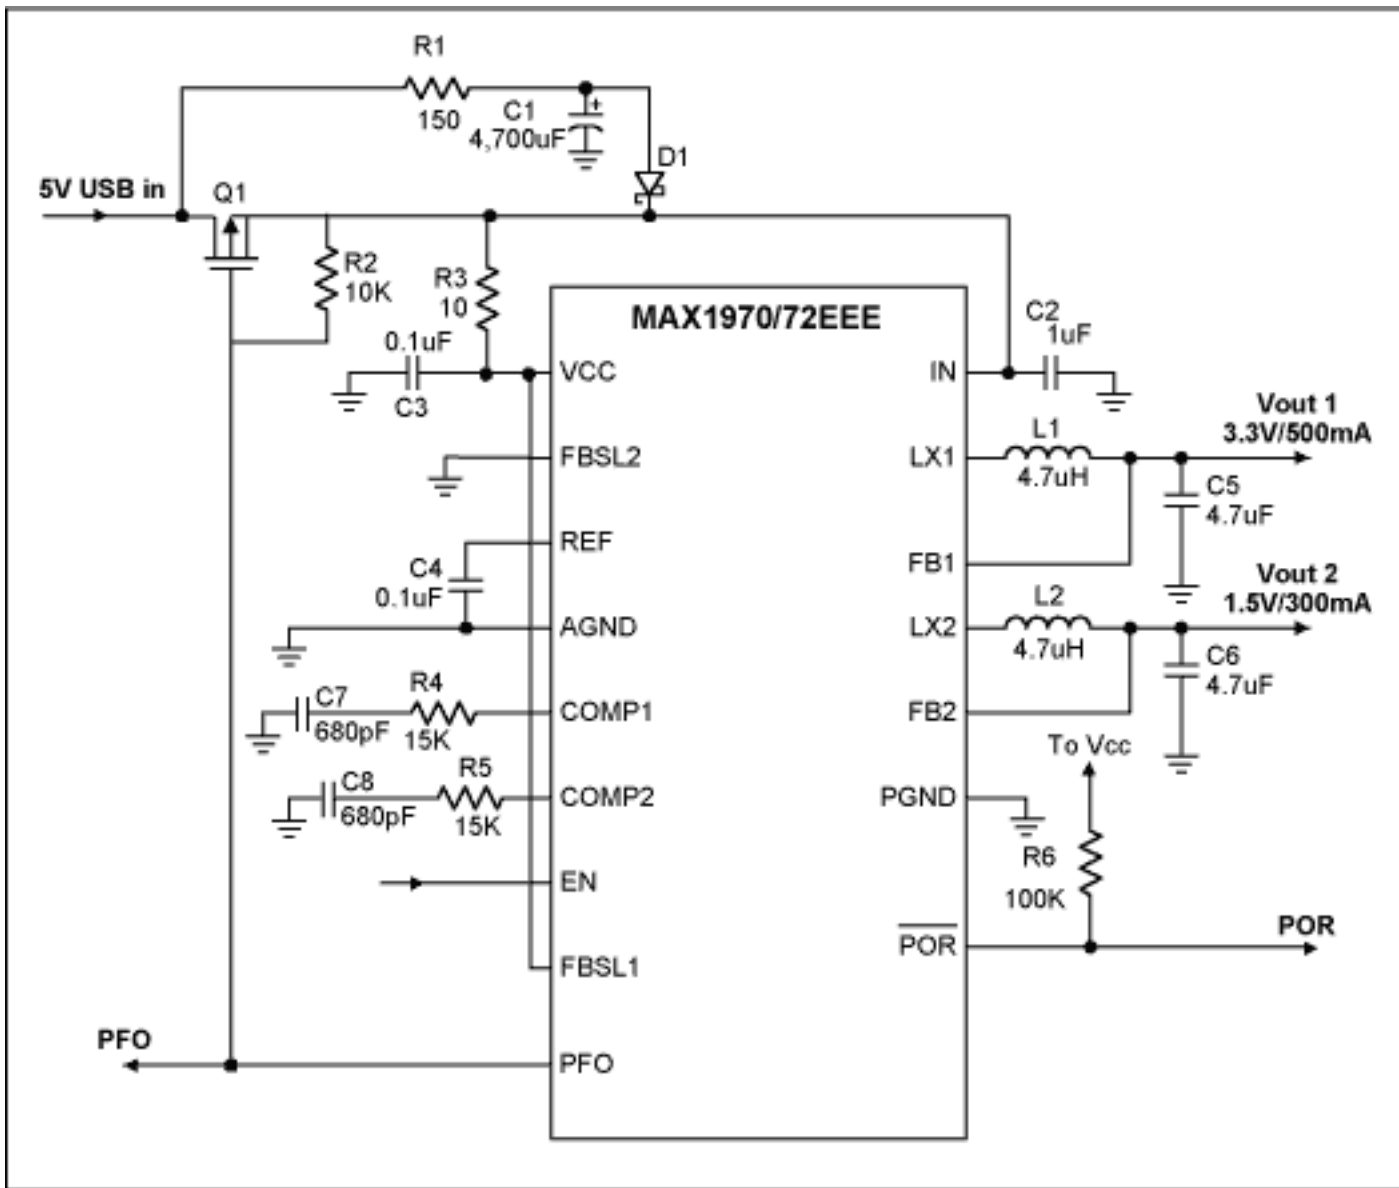 R1
150
C1
4,700uF
+
D1
5V USB in
Q1
R2
10K
R3
10
MAX1970/72EEE
C2
1uF
0.1uF
C3
VCC
IN
Vout 1
3.3V/500mA
FBSL2
LX1
L1
4.7uH
C5
4.7uF
REF
C4
0.1uF
FB1
Vout 2
1.5V/300mA
AGND
LX2
L2
4.7uH
C6
4.7uF
C7
680pF
R4
15K
COMP1
FB2
To Vcc
C8
680pF
R5
15K
COMP2
PGND
R6
100K
EN
POR
POR
FBSL1
PFO
PFO